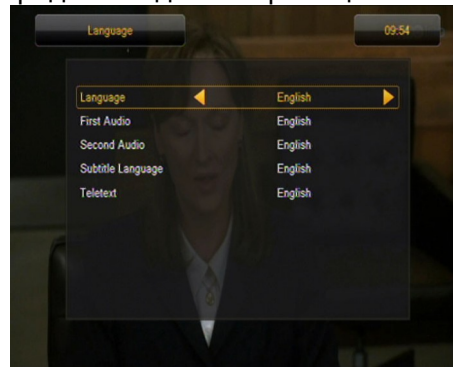 Language 09:54
Language English
First Audio English
Second Audio English
Subtitle Language English
Teletext English